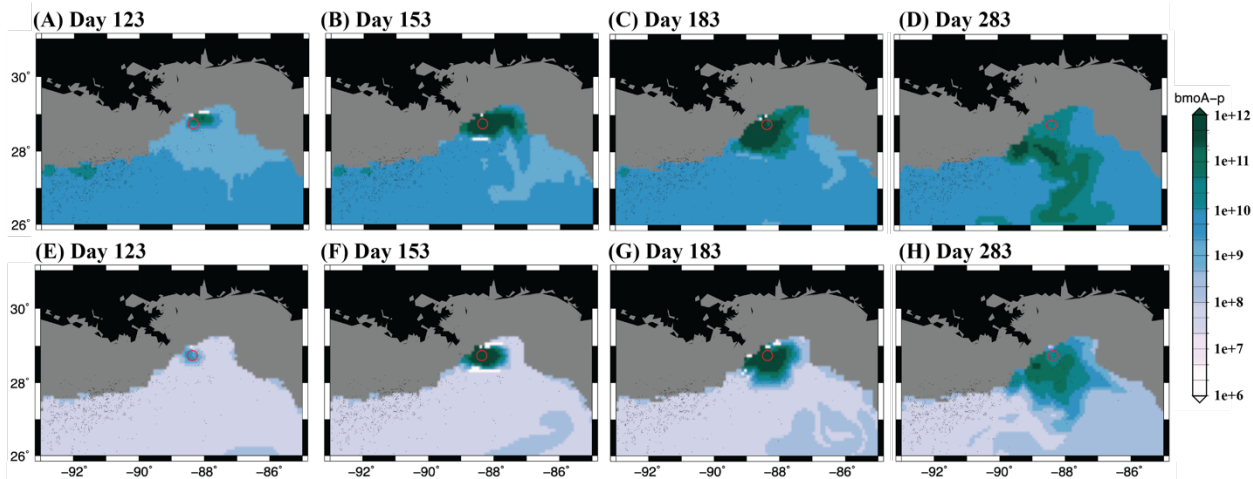 (A) Day 123
(B) Day 153
(C) Day 183
(D) Day 283
30°
28°
26°
bmoA-p
1e+12
1e+11
1e+10
1e+9
1e+8
1e+7
1e+6
(E) Day 123
(F) Day 153
(G) Day 183
(H) Day 283
30°
28°
26°
−92° −90° −88° −86°
−92° −90° −88° −86°
−92° −90° −88° −86°
−92° −90° −88° −86°